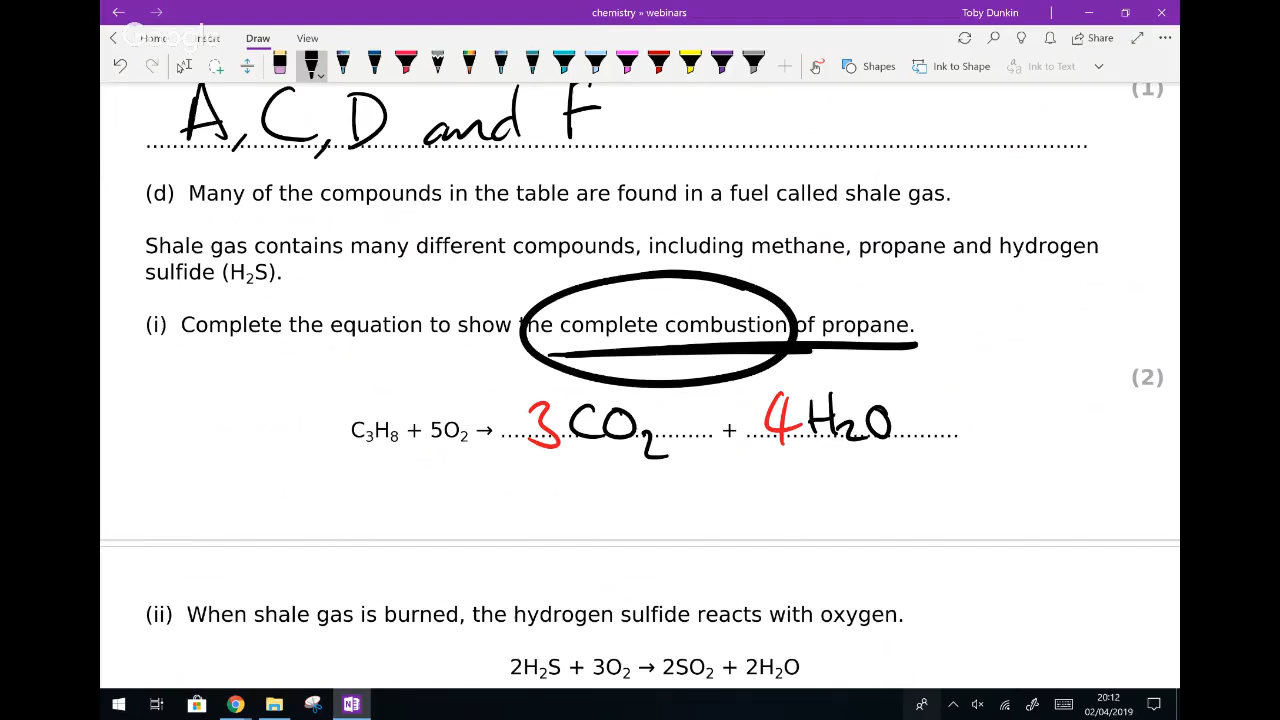 chemistry » webinars
Toby Dunkin
Google
Home Insert Draw View
Share
Shapes Ink to Shape Ink to Text
(1)
A, C, D and F
(d) Many of the compounds in the table are found in a fuel called shale gas.
Shale gas contains many different compounds, including methane, propane and hydrogen
sulfide (H₂S).
(i) Complete the equation to show the complete combustion of propane.
(2)
C₃H₈ + 5O₂ → 3CO₂ + 4H₂O
(ii) When shale gas is burned, the hydrogen sulfide reacts with oxygen.
2H₂S + 3O₂ → 2SO₂ + 2H₂O
20:12
02/04/2019